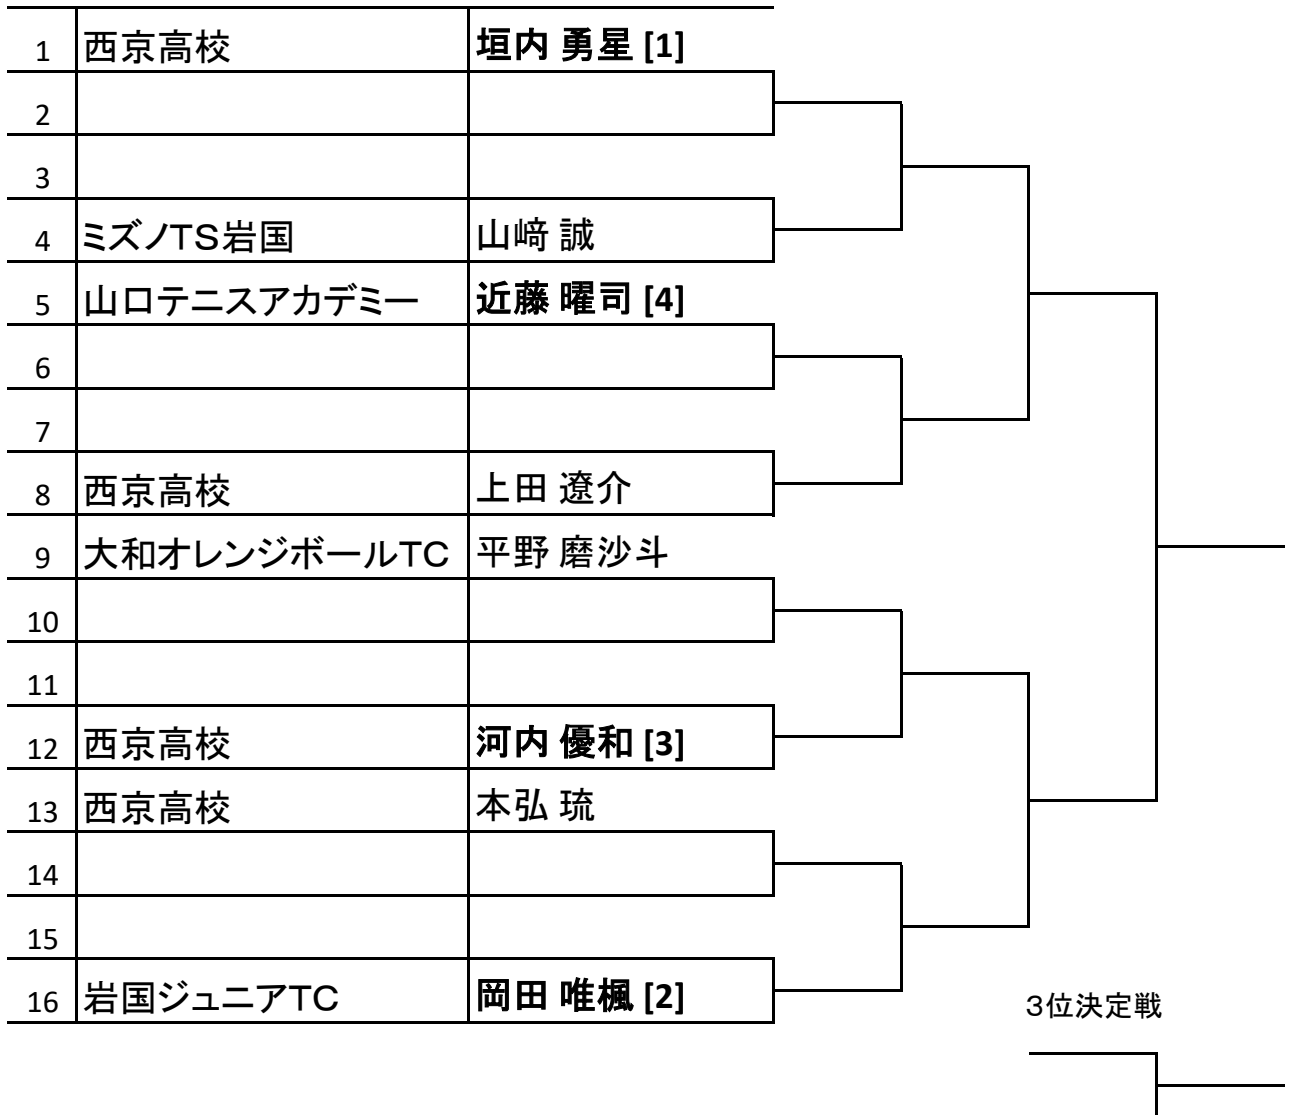 1 西京高校 垣内 勇星 [1]
2
3
4 ミズノTS岩国 山﨑 誠
5 山口テニスアカデミー 近藤 曜司 [4]
6
7
8 西京高校 上田 遼介
9 大和オレンジボールTC 平野 磨沙斗
10
11
12 西京高校 河内 優和 [3]
13 西京高校 本弘 琉
14
15
16 岩国ジュニアTC 岡田 唯楓 [2]
３位決定戦